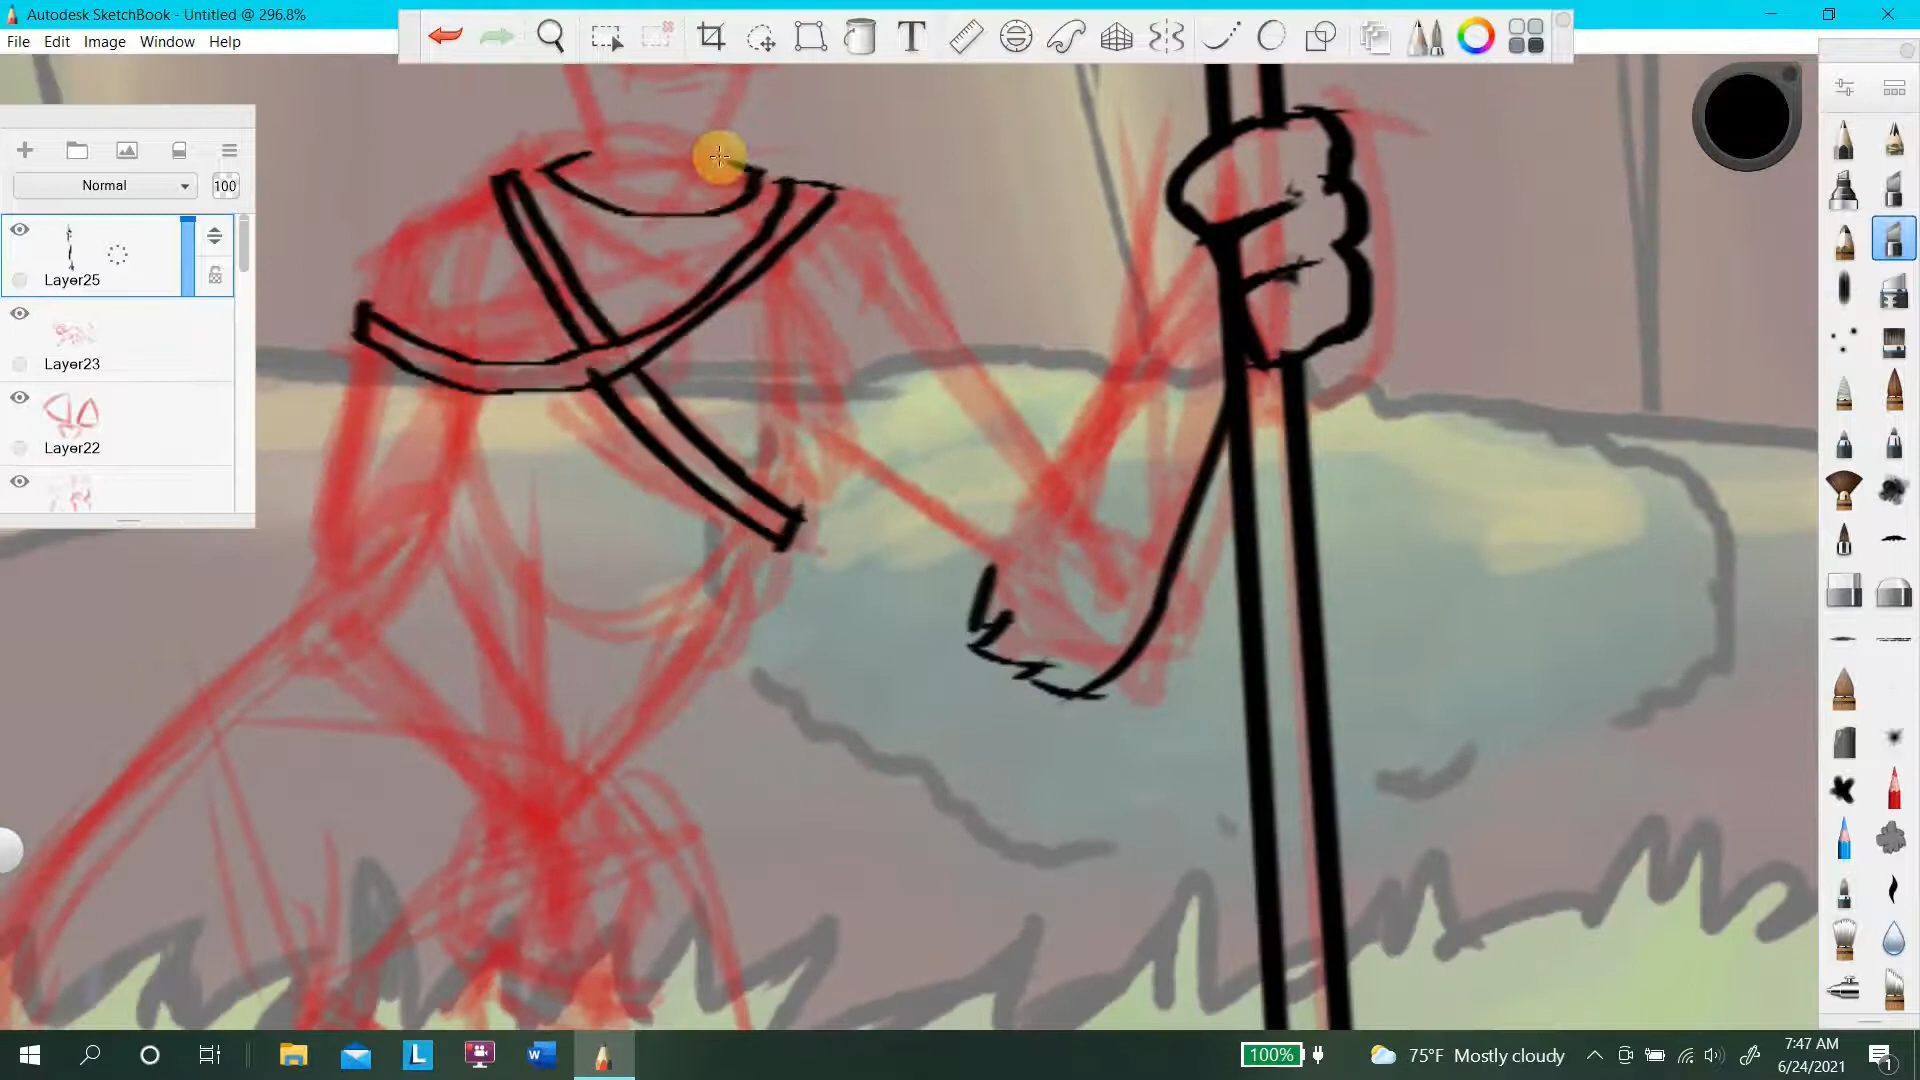 Autodesk SketchBook - Untitled @ 296.8%
File Edit Image Window Help
T
Normal 100
Layer25
Layer23
Layer22
L W 100% 75°F Mostly cloudy 7:47 AM
6/24/2021 1